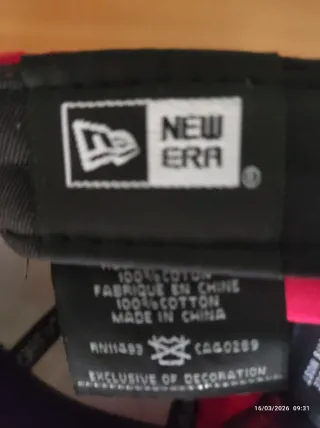 NEW
ERA
®
100% COTON
FABRIQUE EN CHINE
100% COTTON
MADE IN CHINA
RN11493 CA00289
EXCLUSIVE OF DECORATION
16/03/2026 09:31